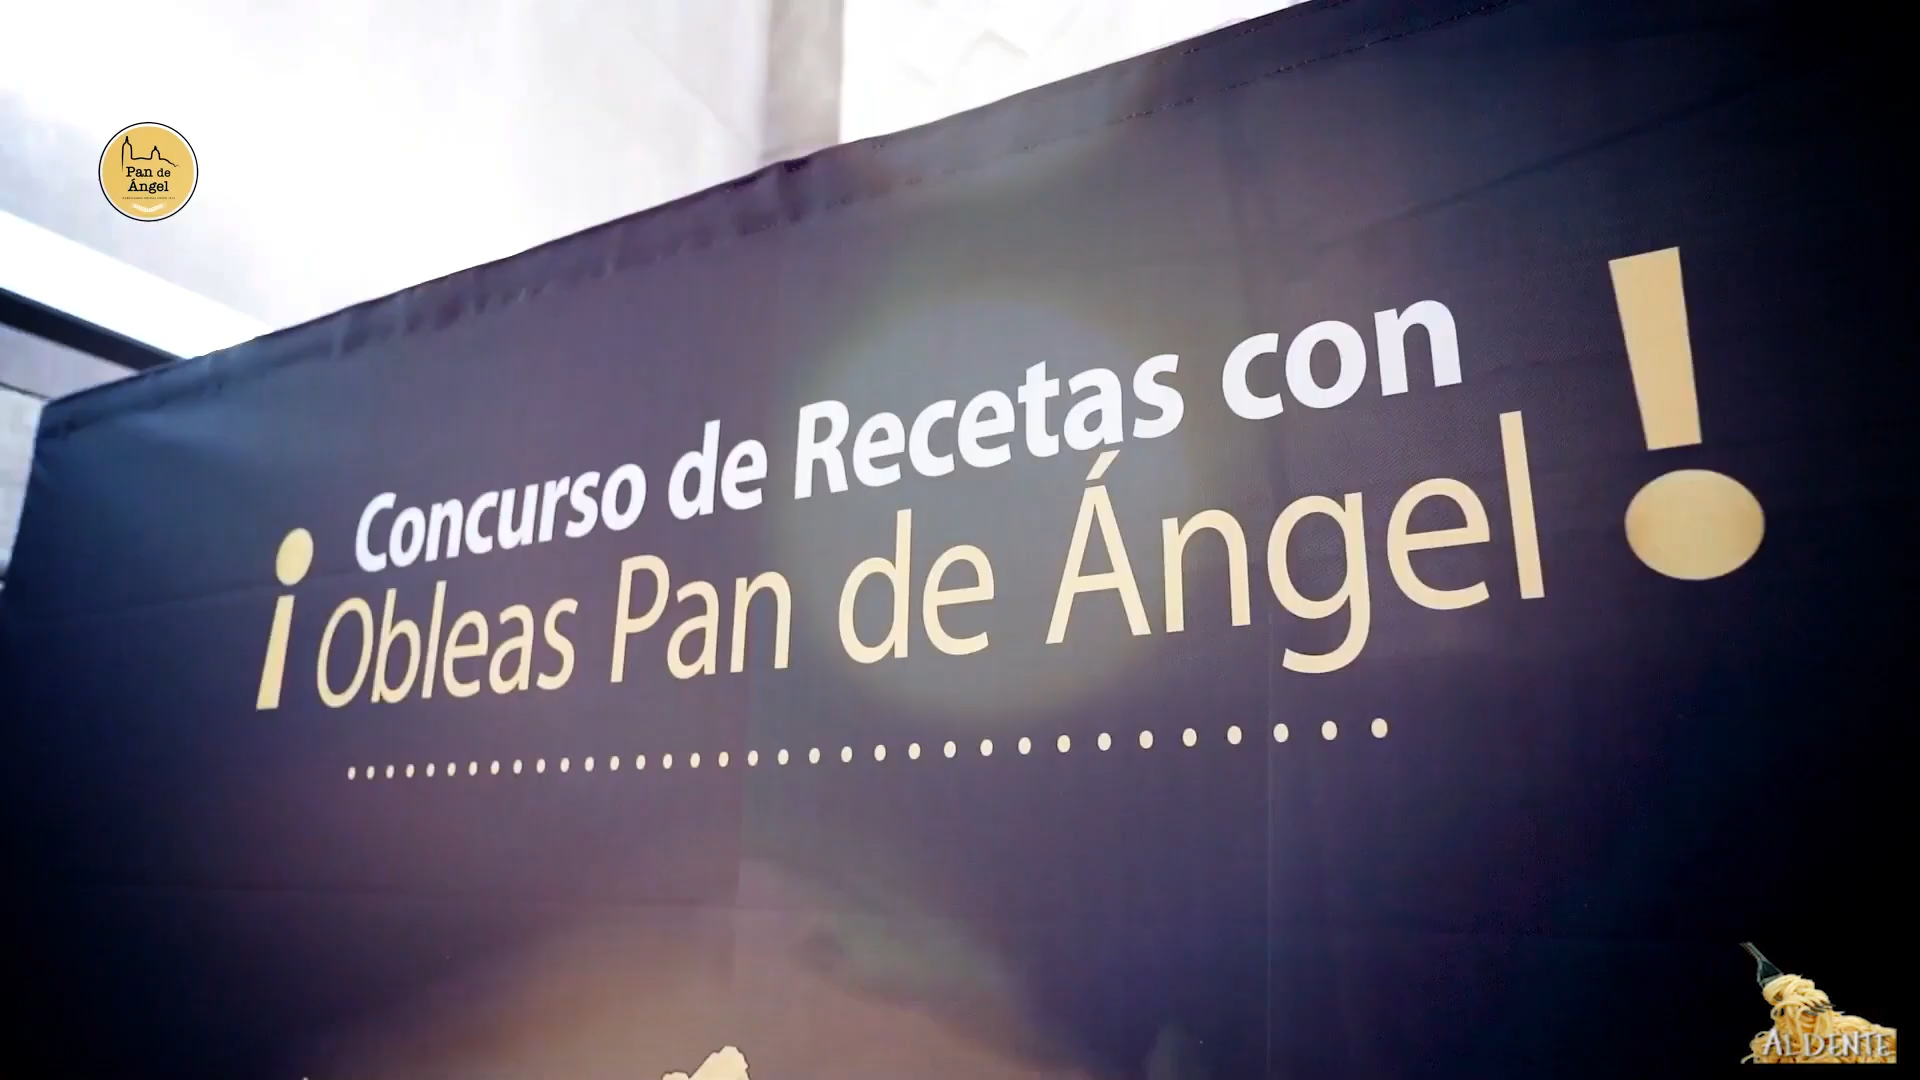 Pan de
Ángel
Concurso de Recetas con
¡Obleas Pan de Ángel!
AL DENTE